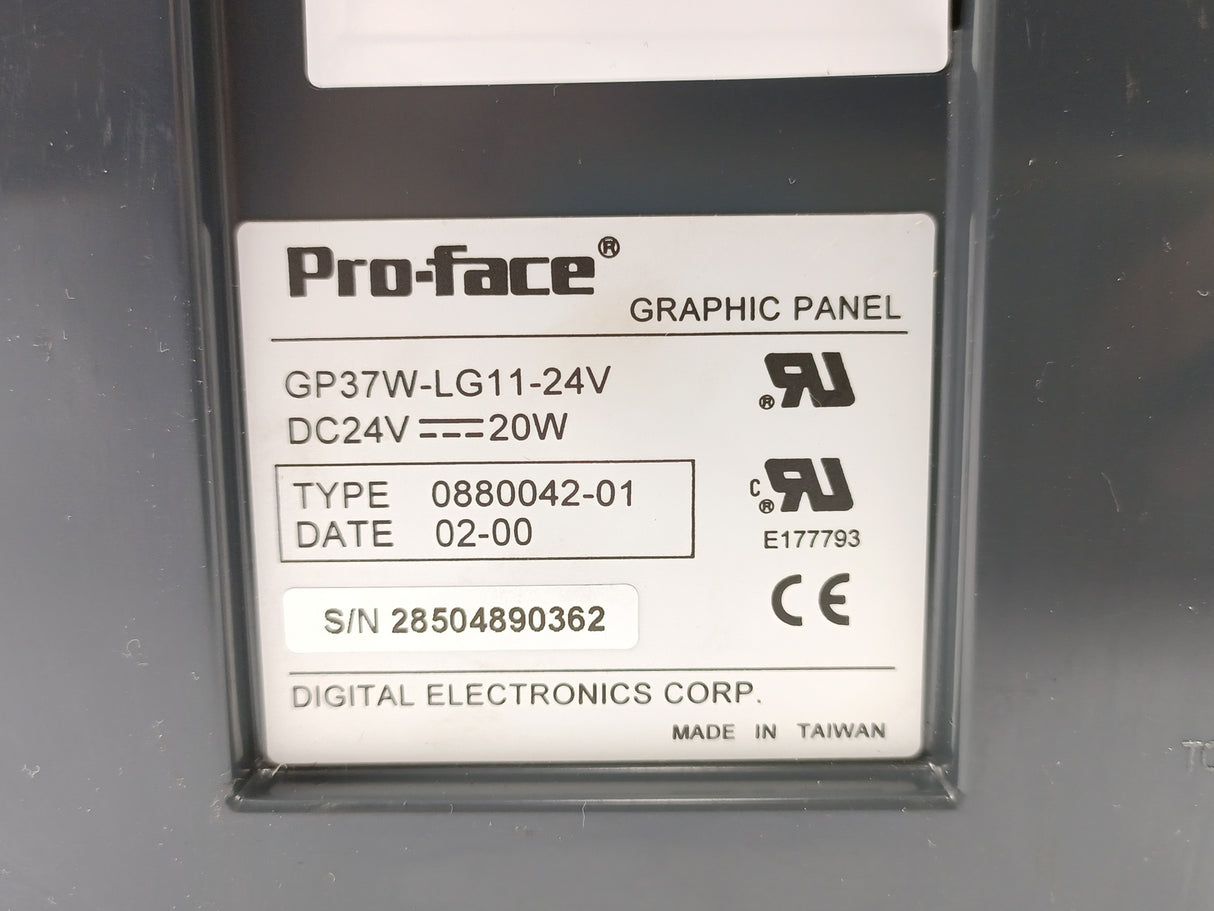 Pro-face®
GRAPHIC PANEL
GP37W-LG11-24V
DC24V 20W
TYPE 0880042-01
DATE 02-00
S/N 28504890362
DIGITAL ELECTRONICS CORP.
MADE IN TAIWAN
®
c ®
E177793
CE